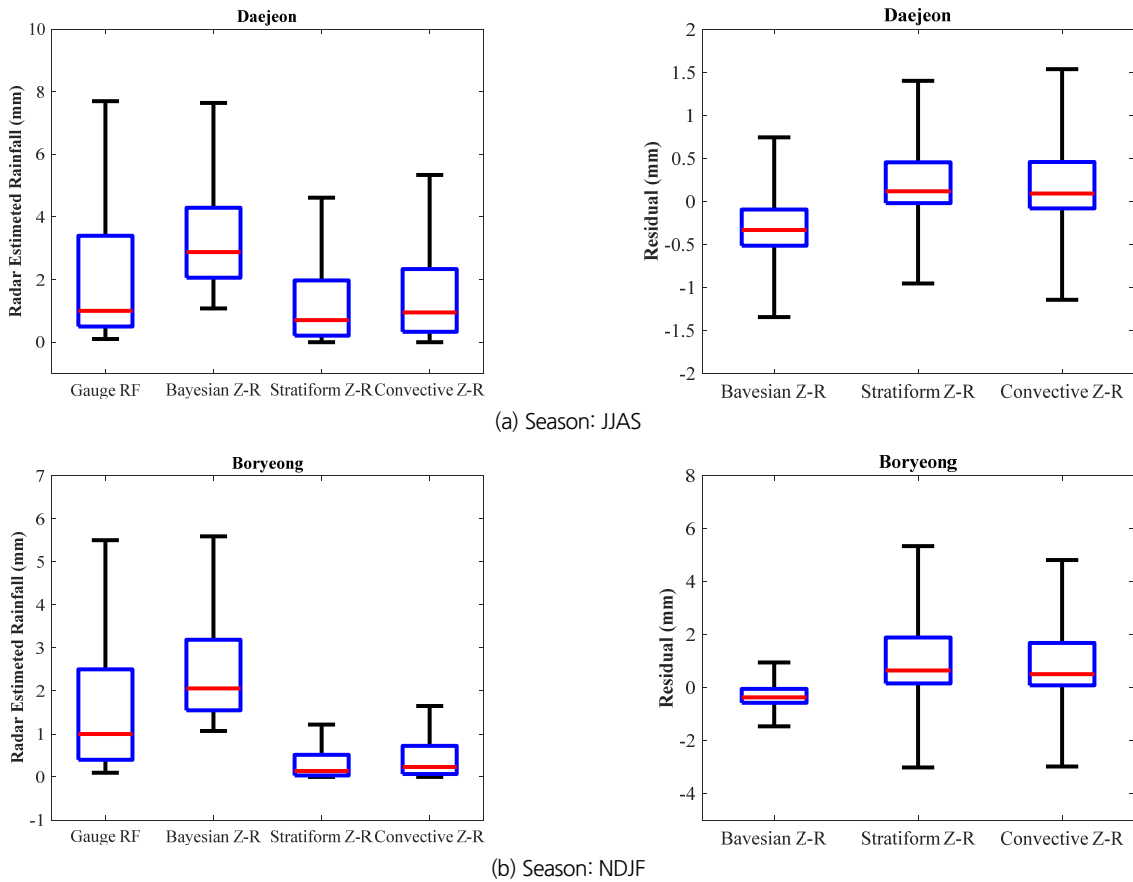 Daejeon
10
8
6
4
2
0
Radar Estimeted Rainfall (mm)
Gauge RF Bayesian Z-R Stratiform Z-R Convective Z-R
Daejeon
2
1.5
1
0.5
0
-0.5
-1
-1.5
-2
Residual (mm)
Bayesian Z-R Stratiform Z-R Convective Z-R
(a) Season: JJAS
Boryeong
7
6
5
4
3
2
1
0
-1
Radar Estimeted Rainfall (mm)
Gauge RF Bayesian Z-R Stratiform Z-R Convective Z-R
Boryeong
8
6
4
2
0
-2
-4
Residual (mm)
Bayesian Z-R Stratiform Z-R Convective Z-R
(b) Season: NDJF